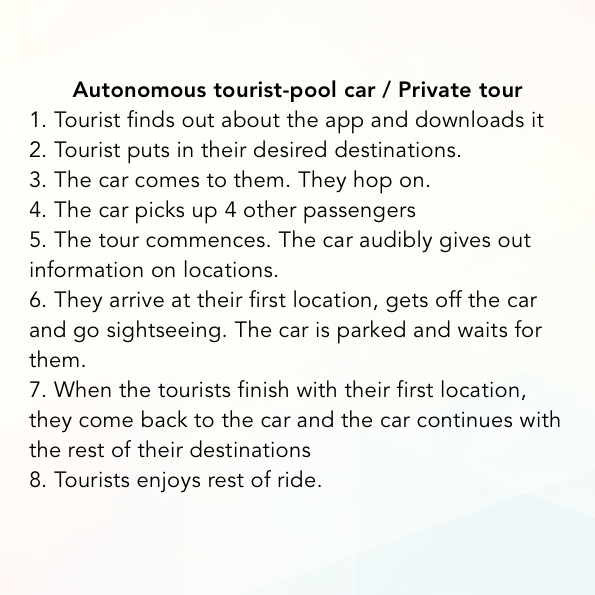 Autonomous tourist-pool car / Private tour
1. Tourist finds out about the app and downloads it
2. Tourist puts in their desired destinations.
3. The car comes to them. They hop on.
4. The car picks up 4 other passengers
5. The tour commences. The car audibly gives out
information on locations.
6. They arrive at their first location, gets off the car
and go sightseeing. The car is parked and waits for
them.
7. When the tourists finish with their first location,
they come back to the car and the car continues with
the rest of their destinations
8. Tourists enjoys rest of ride.